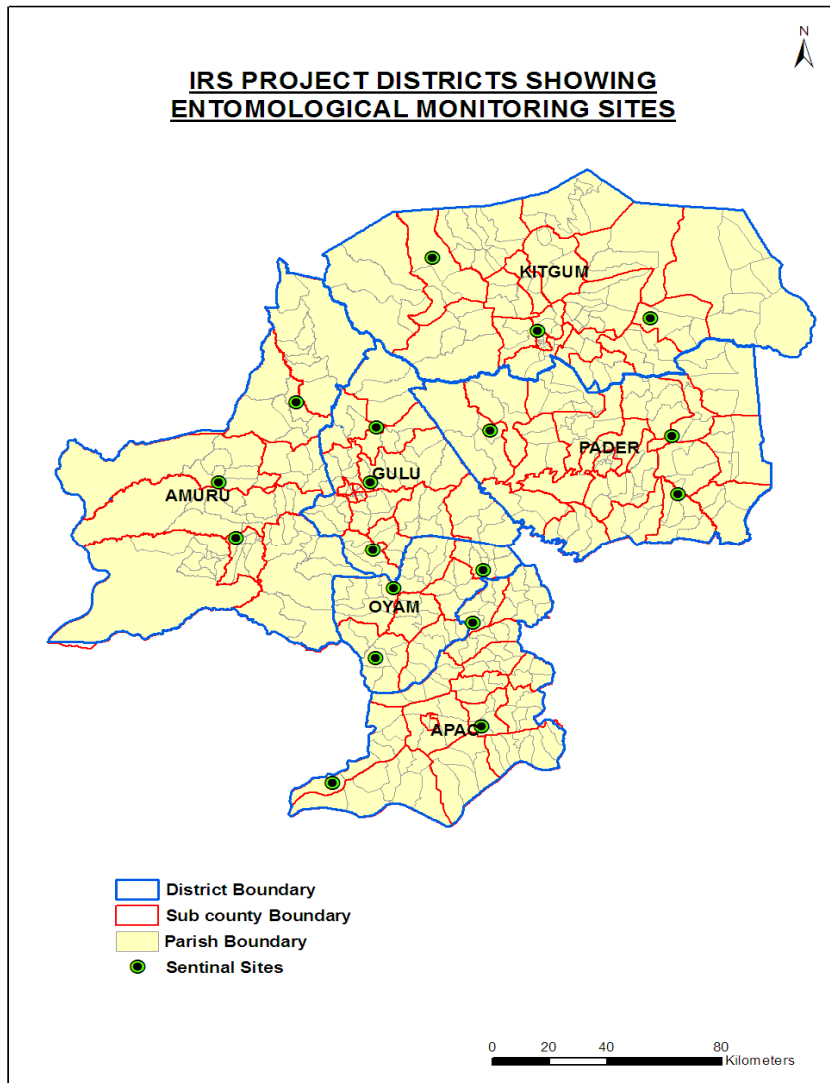 N
IRS PROJECT DISTRICTS SHOWING
ENTOMOLOGICAL MONITORING SITES
KITGUM
PADER
GULU
AMURU
OYAM
APAC
District Boundary
Sub county Boundary
Parish Boundary
Sentinal Sites
0 20 40 80
Kilometers